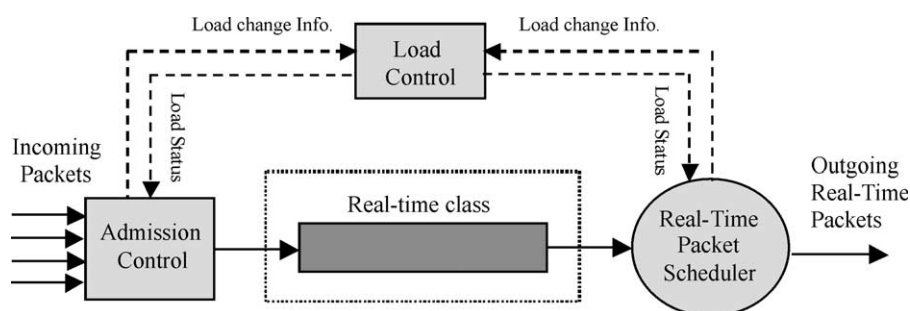 Load change Info.
Load
Control
Load change Info.
Load Status
Load Status
Incoming
Packets
Admission
Control
Real-time class
Real-Time
Packet
Scheduler
Outgoing
Real-Time
Packets